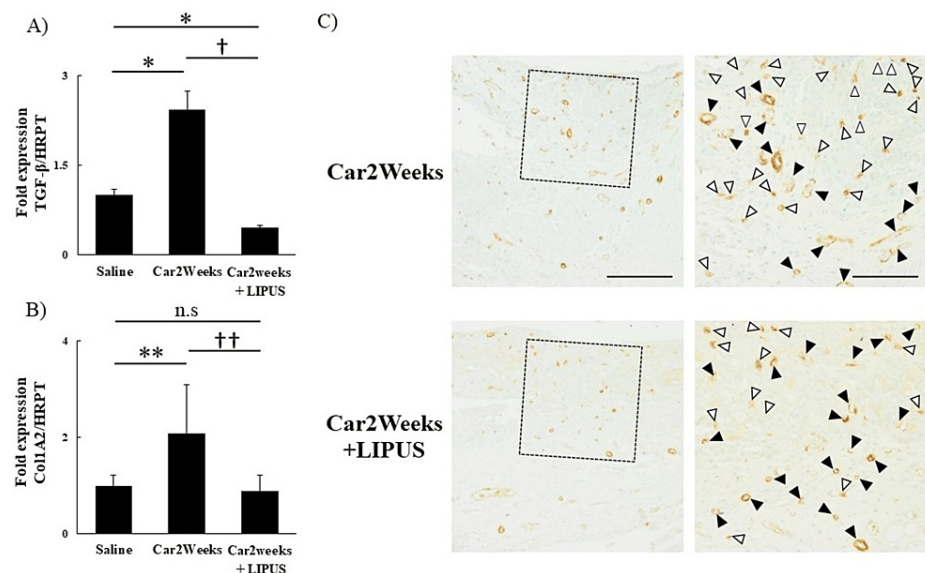 A)
*
*
†
Fold expression
TGF-β/HRPT
3
1.5
0
Saline
Car2Weeks
Car2weeks
+LIPUS
B)
n.s
**
††
Fold expression
Col1A2/HRPT
4
2
0
Saline
Car2Weeks
Car2weeks
+LIPUS
C)
Car2Weeks
Car2Weeks
+LIPUS